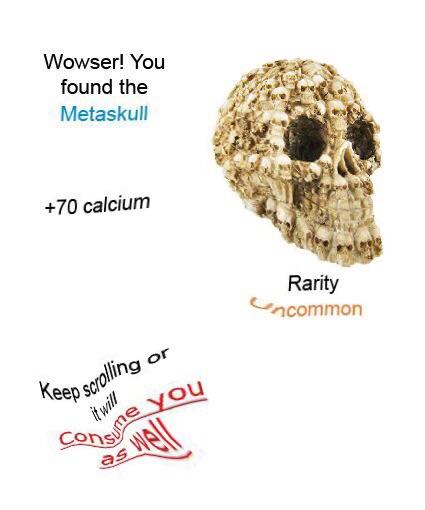 Wowser! You
found the
Metaskull
+70 calcium
Rarity
Uncommon
Keep scrolling or
it will
Consume you
as well